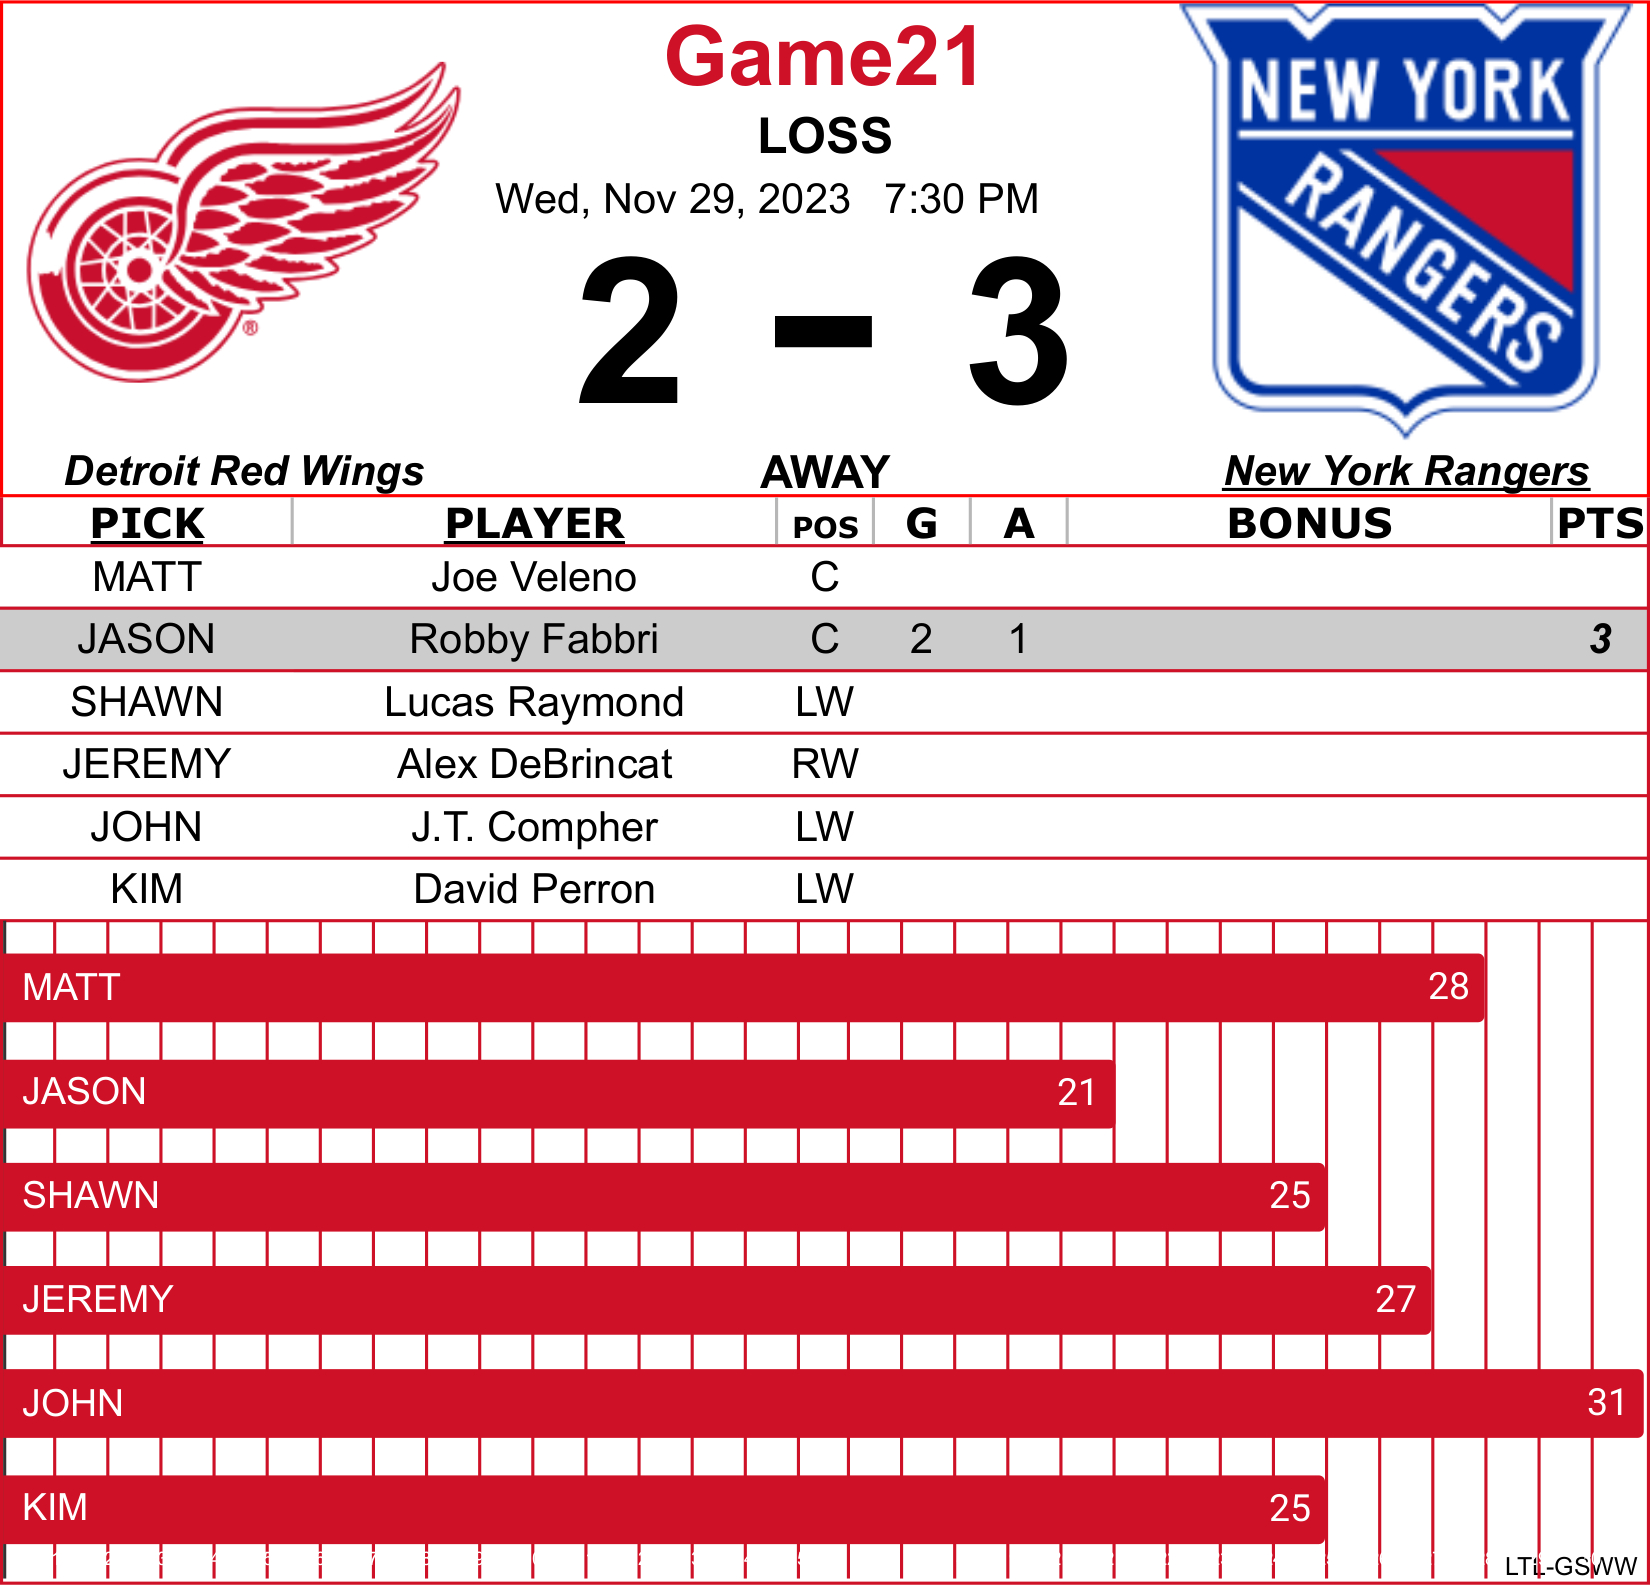 Game21
LOSS
Wed, Nov 29, 2023 7:30 PM
NEW YORK
RANGERS
2 - 3
®
Detroit Red Wings AWAY New York Rangers
PICK PLAYER POS G A BONUS PTS
MATT Joe Veleno C
JASON Robby Fabbri C 2 1 3
SHAWN Lucas Raymond LW
JEREMY Alex DeBrincat RW
JOHN J.T. Compher LW
KIM David Perron LW
MATT 28
JASON 21
SHAWN 25
JEREMY 27
JOHN 31
KIM 25
LTL-GSWW